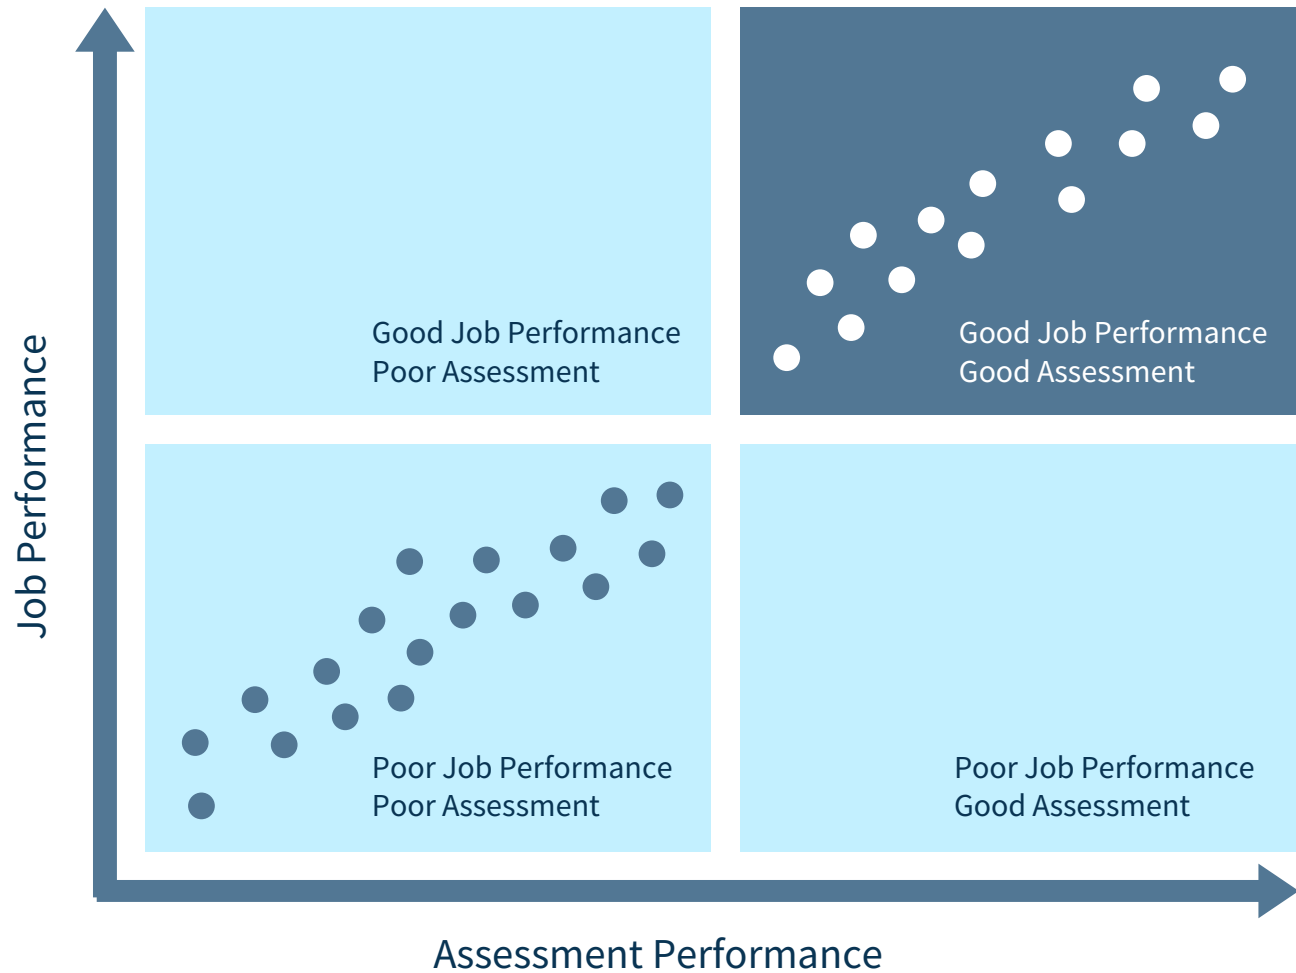 Good Job Performance
Poor Assessment
Good Job Performance
Good Assessment
Job Performance
Poor Job Performance
Poor Assessment
Poor Job Performance
Good Assessment
Assessment Performance